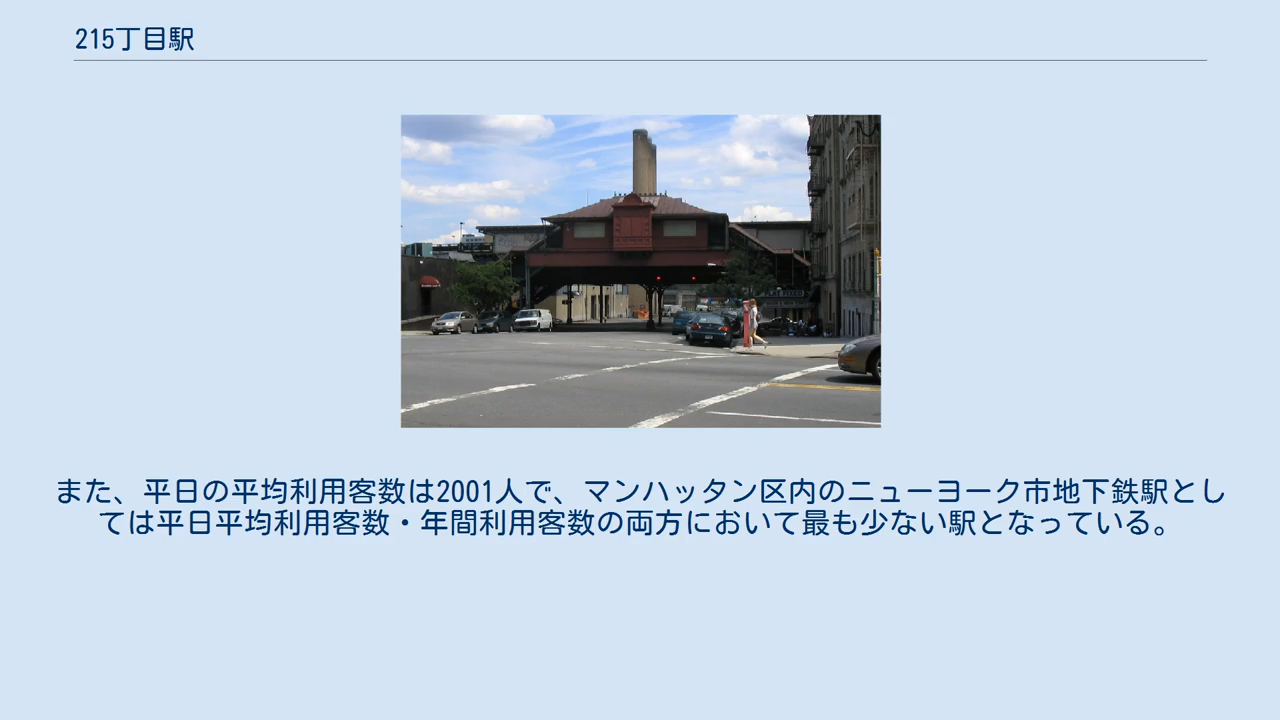 215丁目駅
また、平日の平均利用客数は2001人で、マンハッタン区内のニューヨーク市地下鉄駅とし
ては平日平均利用客数・年間利用客数の両方において最も少ない駅となっている。